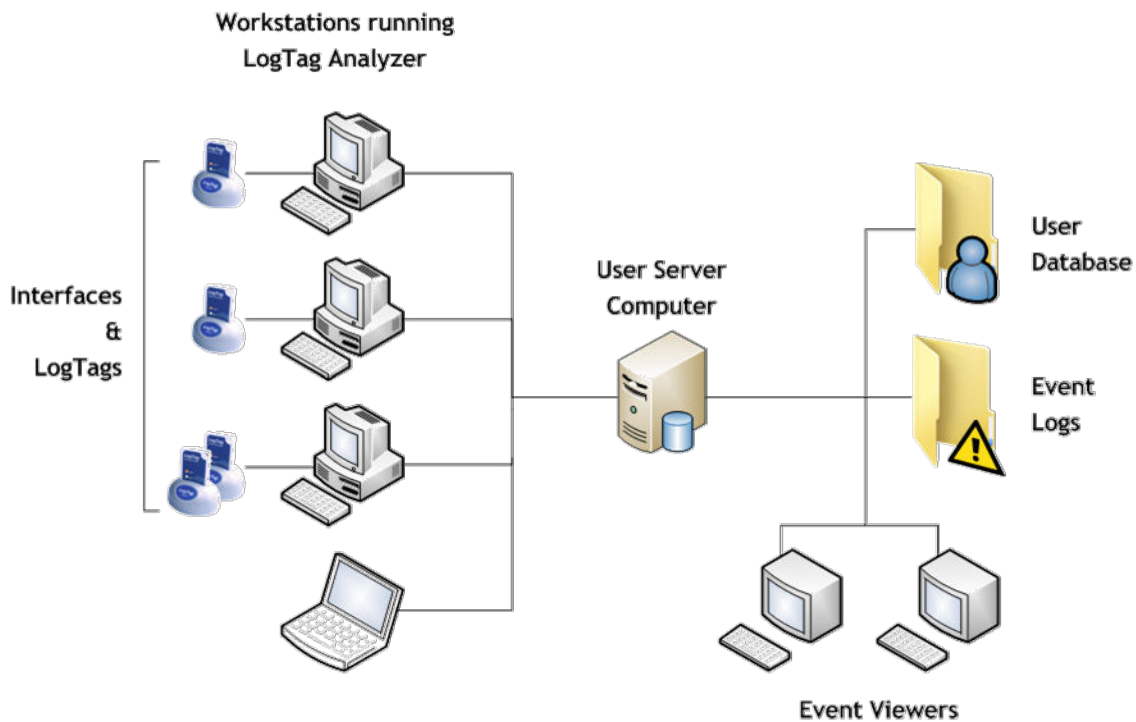 Workstations running
LogTag Analyzer
Interfaces
&
LogTags
User Server
Computer
User
Database
Event
Logs
Event Viewers